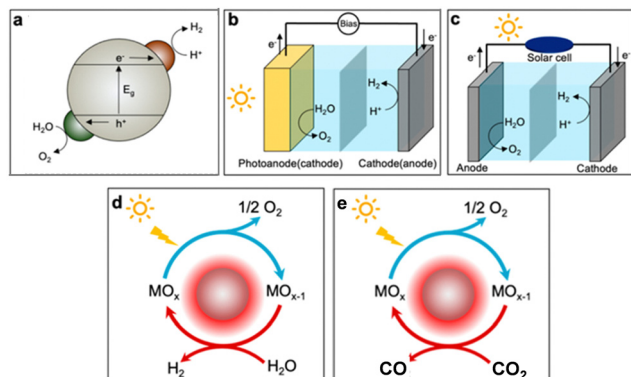 a
H2
e-
H+
Eg
H2O
h+
O2
b
Bias
e-
e-
H2
H2O
H+
O2
Photoanode(cathode)
Cathode(anode)
c
Solar cell
e-
e-
H2
H2O
H+
O2
Anode
Cathode
d
1/2 O2
MOx
MOx-1
H2
H2O
e
1/2 O2
MOx
MOx-1
CO
CO2